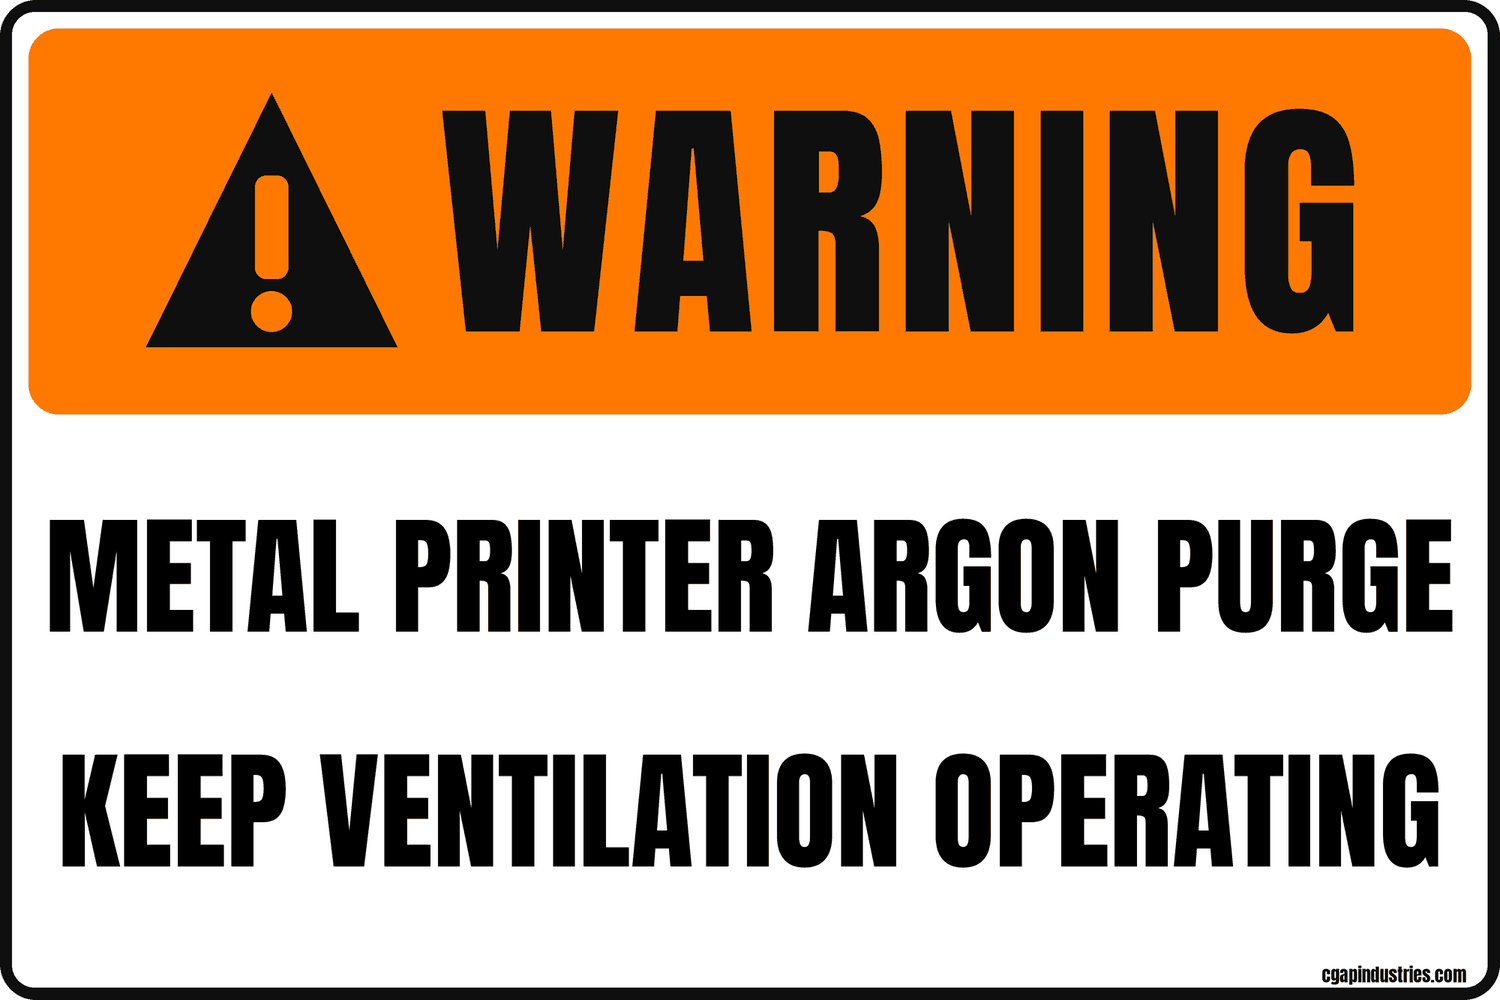 WARNING
METAL PRINTER ARGON PURGE
KEEP VENTILATION OPERATING
cgapindustries.com